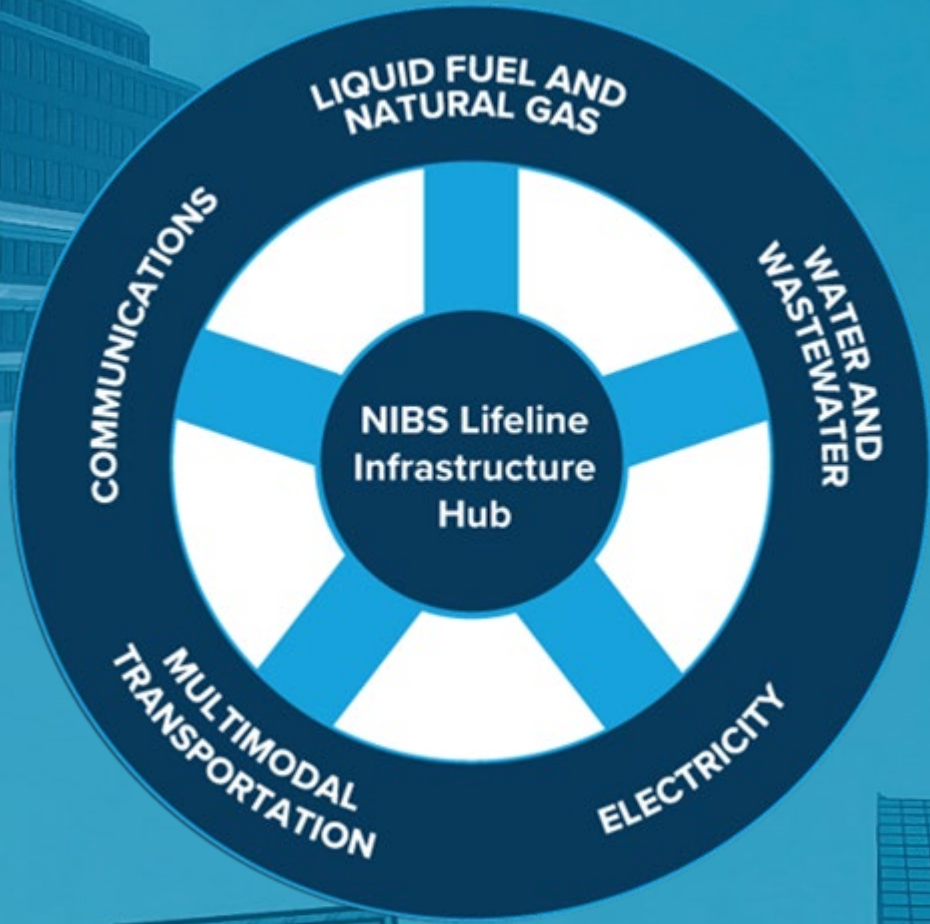 LIQUID FUEL AND
NATURAL GAS
WATER AND
WASTEWATER
ELECTRICITY
MULTIMODAL
TRANSPORTATION
COMMUNICATIONS
NIBS Lifeline
Infrastructure
Hub